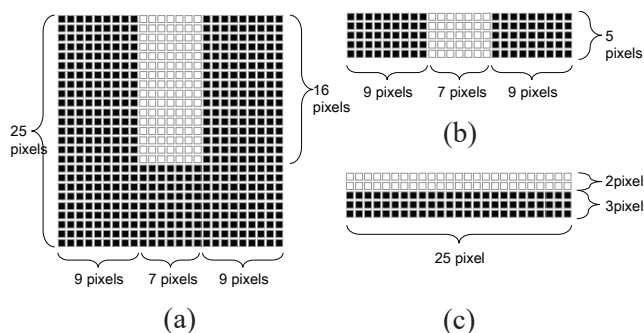 25
pixels
16
pixels
9 pixels
7 pixels
9 pixels
(a)
5
pixels
9 pixels
7 pixels
9 pixels
(b)
2pixel
3pixel
25 pixel
(c)